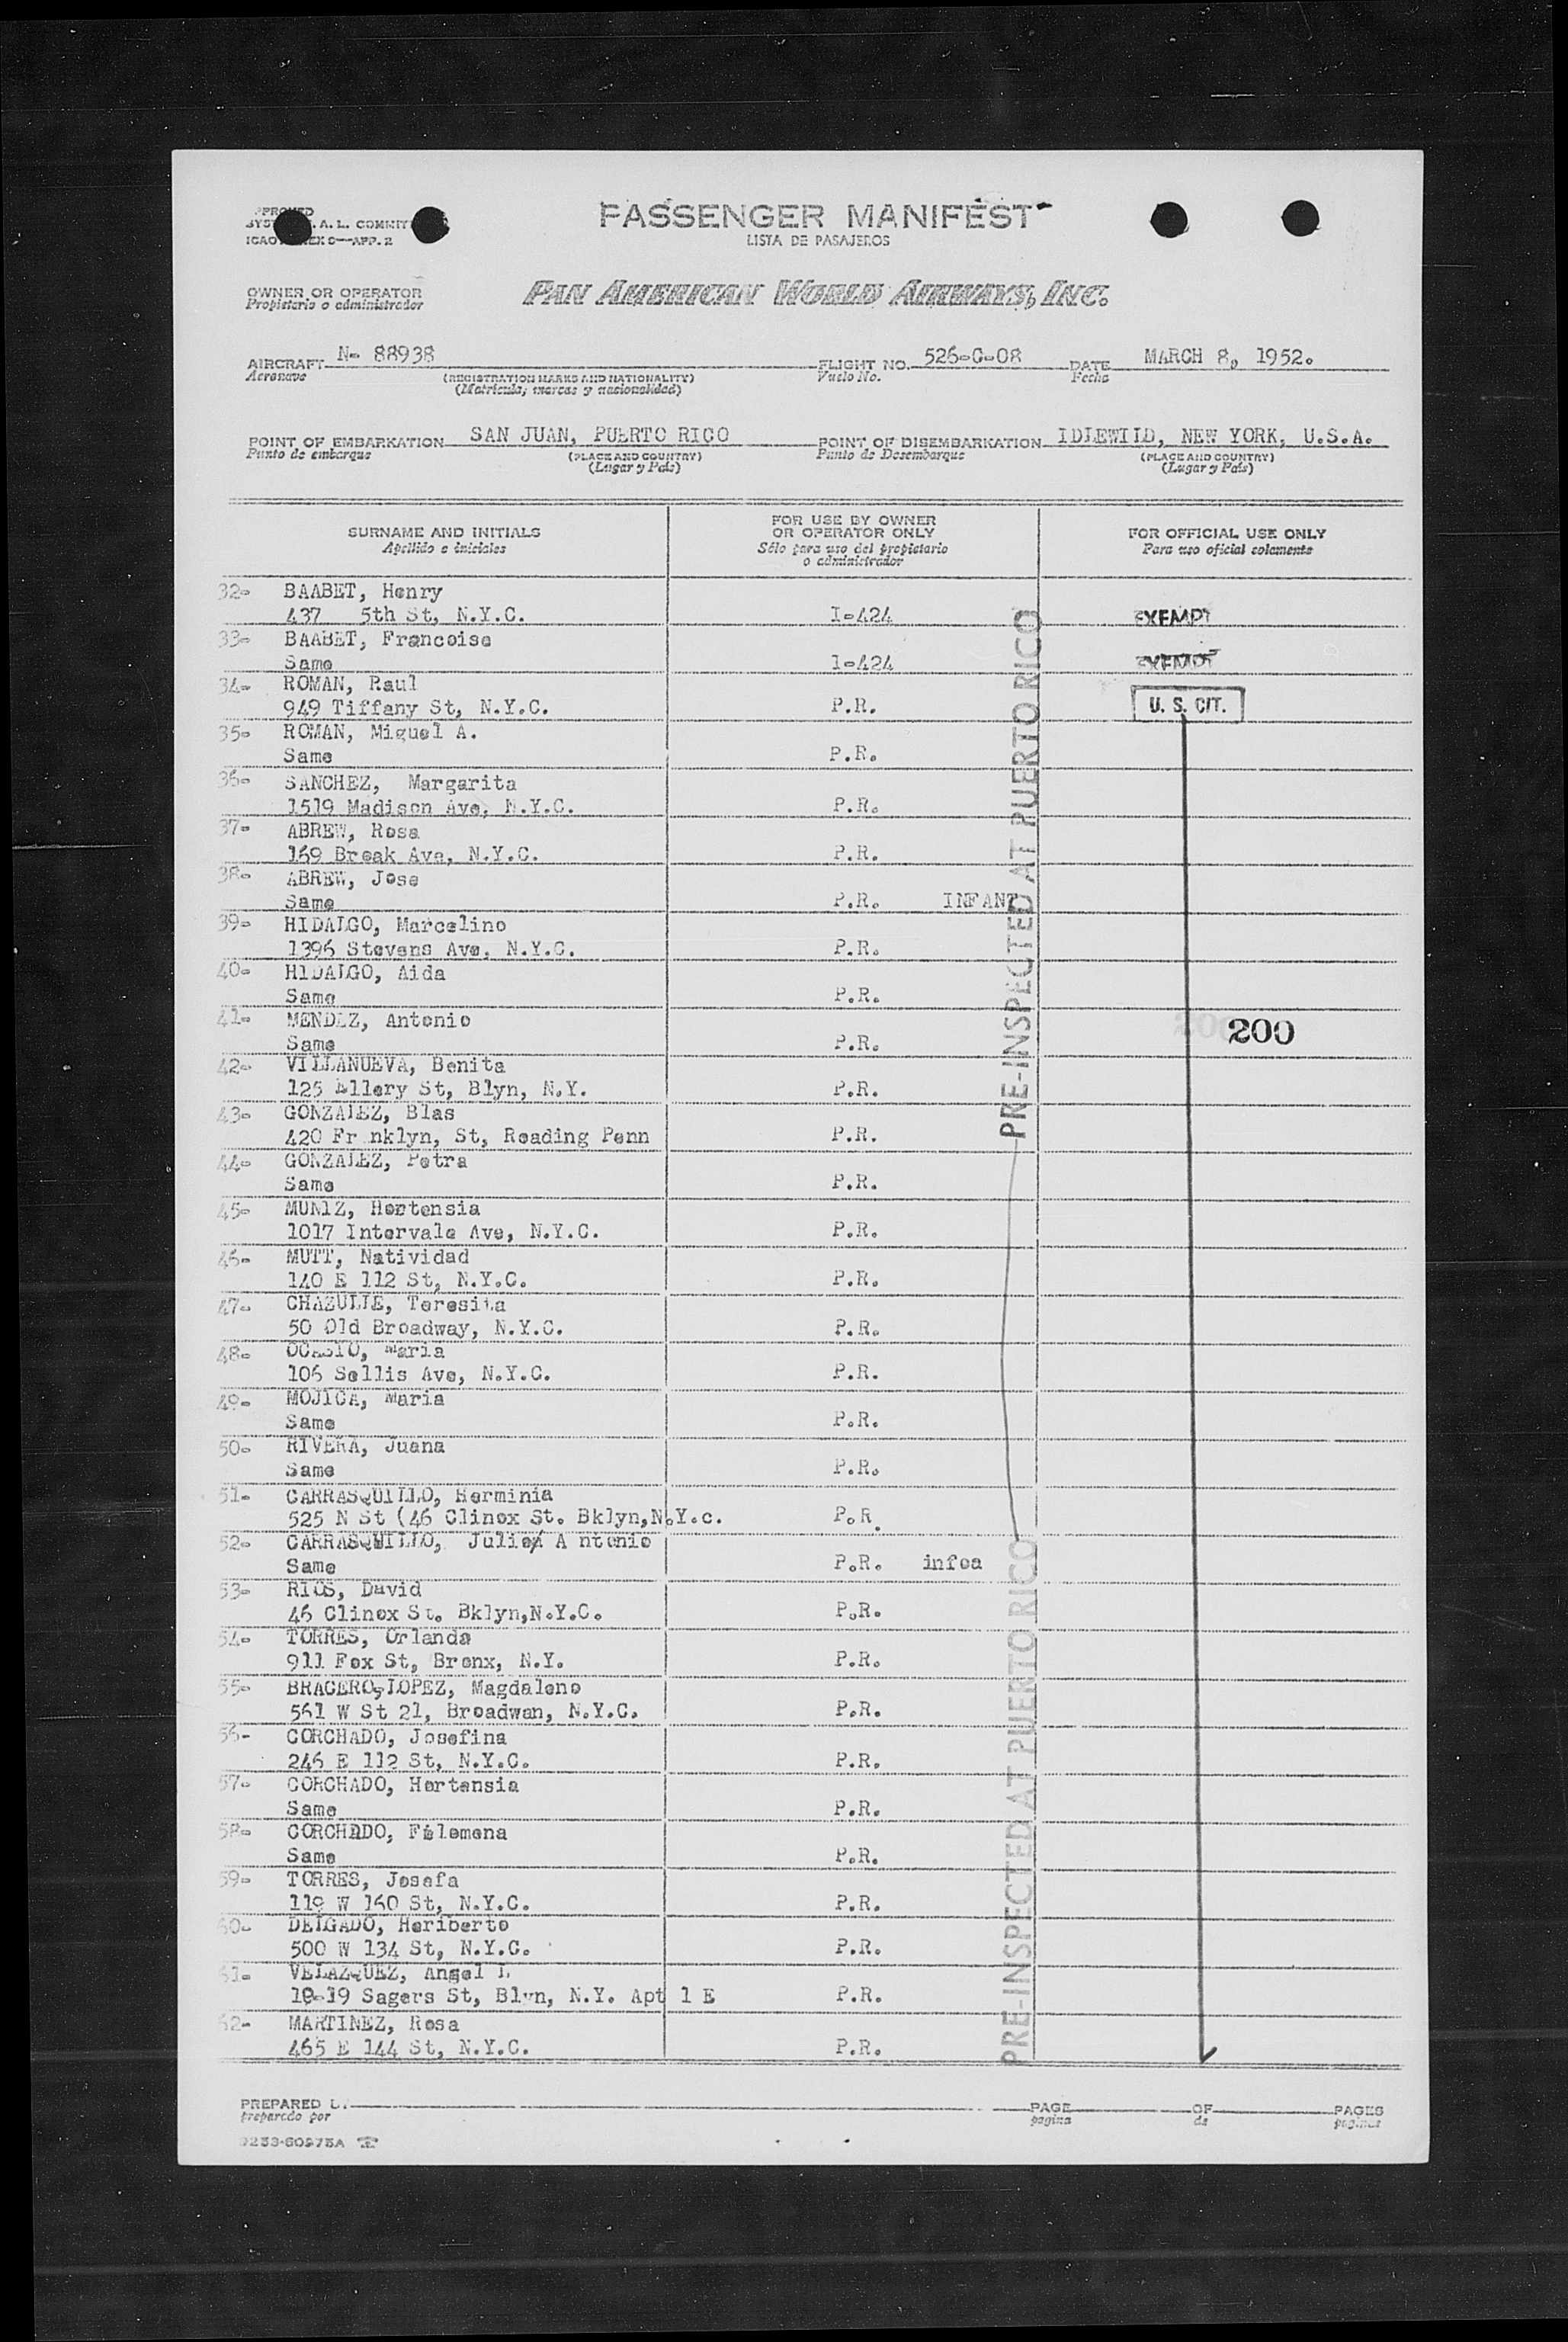 PASSENGER MANIFEST
LISTA DE PASAJEROS
OWNER OR OPERATOR
Propietario o administrador
PAN AMERICAN WORLD AIRWAYS, INC.
AIRCRAFT N- 88938 FLIGHT NO. 526-C-08 DATE MARCH 8, 1952.
Aeronave (REGISTRATION MARKS AND NATIONALITY) Vuelo No. Fecha
(Matricula; marcas y nacionalidad)
POINT OF EMBARKATION SAN JUAN, PUERTO RICO POINT OF DISEMBARKATION IDLEWILD, NEW YORK, U.S.A.
Punto de embarque (PLACE AND COUNTRY) Punto de Desembarque (PLACE AND COUNTRY)
(Lugar y País) (Lugar y País)
SURNAME AND INITIALS FOR USE BY OWNER OR OPERATOR ONLY FOR OFFICIAL USE ONLY
Apellido e iniciales Sólo para uso del propietario o administrador Para uso oficial solamente
32- BAABET, Henry
437 5th St, N.Y.C. I-424 EXEMPT
33- BAABET, Francoise
Same I-424 EXEMPT
34- ROMAN, Raul
949 Tiffany St, N.Y.C. P.R. U. S. CIT.
35- ROMAN, Miguel A.
Same P.R.
36- SANCHEZ, Margarita
1519 Madison Ave, N.Y.C. P.R.
37- ABREW, Rosa
169 Break Ave, N.Y.C. P.R.
38- ABREW, Jose
Same P.R. INFANT
39- HIDALGO, Marcelino
1396 Stevens Ave, N.Y.C. P.R.
40- HIDALGO, Aida
Same P.R.
41- MENDEZ, Antonio 200
Same P.R.
42- VILLANUEVA, Benita
125 Ellery St, Blyn, N.Y. P.R.
43- GONZALEZ, Blas
420 Fr nklyn, St, Reading Penn P.R.
44- GONZALEZ, Petra
Same P.R.
45- MUNIZ, Hortensia
1017 Intervale Ave, N.Y.C. P.R.
46- MUTT, Natividad
140 E 112 St, N.Y.C. P.R.
47- CHAZULLE, Teresita
50 Old Broadway, N.Y.C. P.R.
48- OCASIO, Maria
106 Sellis Ave, N.Y.C. P.R.
49- MOJICA, Maria
Same P.R.
50- RIVERA, Juana
Same P.R.
51- CARRASQUILLO, Herminia
525 N St (46 Clinox St. Bklyn,N.Y.c. P.R.
52- CARRASQUILLO, Julio A ntonio
Same P.R. infoa
53- RIOS, David
46 Clinox St. Bklyn,N.Y.C. P.R.
54- TORRES, Orlanda
911 Fox St, Bronx, N.Y. P.R.
55- BRACERO-LOPEZ, Magdaleno
561 W St 21, Broadwan, N.Y.C. P.R.
56- CORCHADO, Josefina
246 E 112 St, N.Y.C. P.R.
57- CORCHADO, Hortensia
Same P.R.
58- CORCHADO, Filomena
Same P.R.
59- TORRES, Josefa
119 W 160 St, N.Y.C. P.R.
60- DELGADO, Heriberto
500 W 134 St, N.Y.C. P.R.
61- VELAZQUEZ, Angel L
19-19 Sagers St, Blyn, N.Y. Apt 1 E P.R.
62- MARTINEZ, Rosa
465 E 144 St, N.Y.C. P.R.
PRE-INSPECTED AT PUERTO RICO
PRE-INSPECTED AT PUERTO RICO
PREPARED PAGE OF PAGES
preparado por pagina de paginas